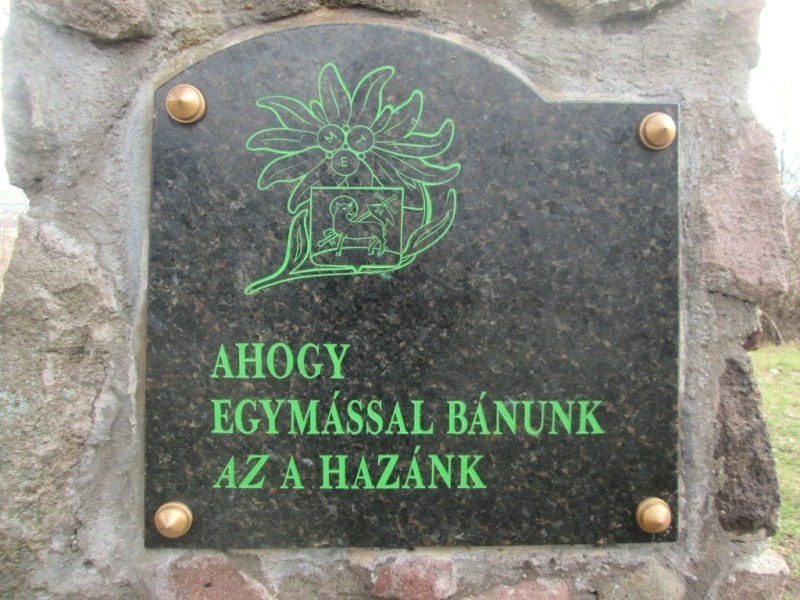 M T
E
AHOGY
EGYMÁSSAL BÁNUNK
AZ A HAZÁNK